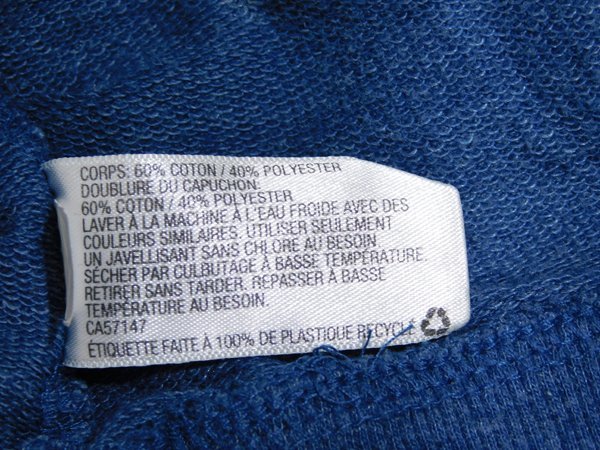 CORPS: 60% COTON / 40% POLYESTER
DOUBLURE DU CAPUCHON:
60% COTON / 40% POLYESTER
LAVER À LA MACHINE À L'EAU FROIDE AVEC DES
COULEURS SIMILAIRES. UTILISER SEULEMENT
UN JAVELLISANT SANS CHLORE AU BESOIN.
SÉCHER PAR CULBUTAGE À BASSE TEMPÉRATURE.
RETIRER SANS TARDER. REPASSER À BASSE
TEMPÉRATURE AU BESOIN.
CA57147
ÉTIQUETTE FAITE À 100% DE PLASTIQUE RECYCLÉ